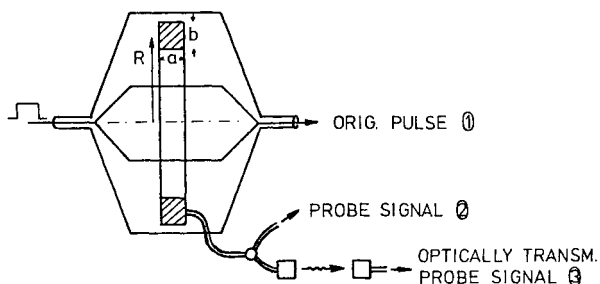 b
R
a
ORIG. PULSE ①
PROBE SIGNAL ②
OPTICALLY TRANSM.
PROBE SIGNAL ③